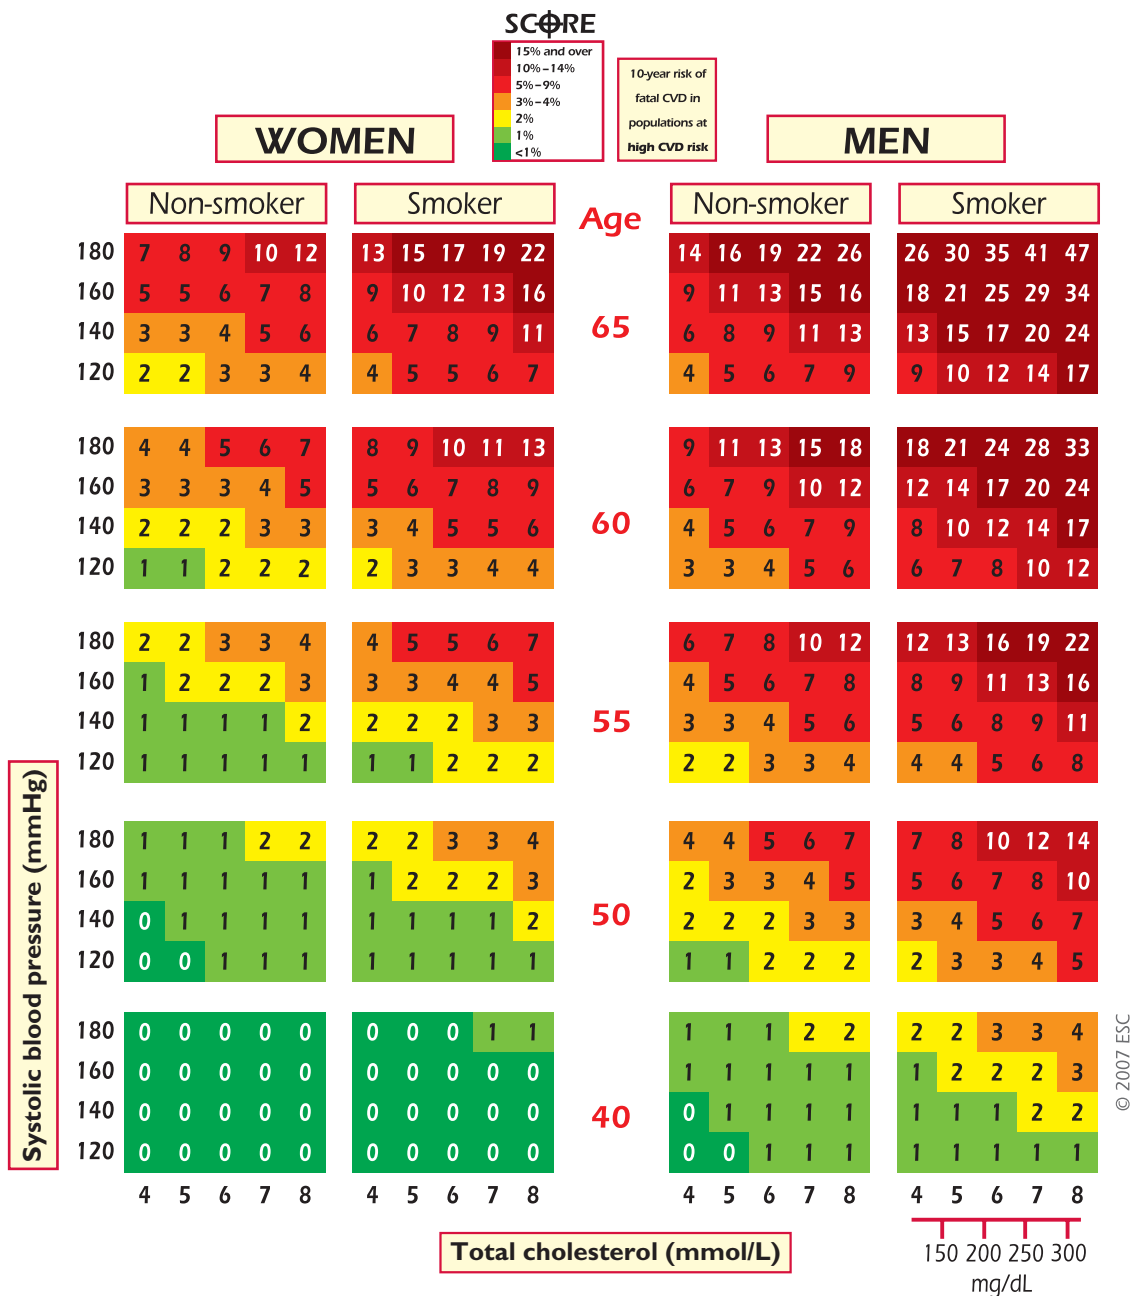 SCORE
15% and over
10%–14%
5%–9%
3%–4%
2%
1%
<1%
10-year risk of
fatal CVD in
populations at
high CVD risk
WOMEN
MEN
Non-smoker Smoker Age Non-smoker Smoker
180 7 8 9 10 12 13 15 17 19 22 14 16 19 22 26 26 30 35 41 47
160 5 5 6 7 8 9 10 12 13 16 9 11 13 15 16 18 21 25 29 34
65
140 3 3 4 5 6 6 7 8 9 11 6 8 9 11 13 13 15 17 20 24
120 2 2 3 3 4 4 5 5 6 7 4 5 6 7 9 9 10 12 14 17
180 4 4 5 6 7 8 9 10 11 13 9 11 13 15 18 18 21 24 28 33
160 3 3 3 4 5 5 6 7 8 9 6 7 9 10 12 12 14 17 20 24
60
140 2 2 2 3 3 3 4 5 5 6 4 5 6 7 9 8 10 12 14 17
120 1 1 2 2 2 2 3 3 4 4 3 3 4 5 6 6 7 8 10 12
180 2 2 3 3 4 4 5 5 6 7 6 7 8 10 12 12 13 16 19 22
160 1 2 2 2 3 3 3 4 4 5 4 5 6 7 8 8 9 11 13 16
55
140 1 1 1 1 2 2 2 2 3 3 3 3 4 5 6 5 6 8 9 11
120 1 1 1 1 1 1 1 2 2 2 2 2 3 3 4 4 4 5 6 8
180 1 1 1 2 2 2 2 3 3 4 4 4 5 6 7 7 8 10 12 14
160 1 1 1 1 1 1 2 2 2 3 2 3 3 4 5 5 6 7 8 10
50
140 0 1 1 1 1 1 1 1 1 2 2 2 2 3 3 3 4 5 6 7
120 0 0 1 1 1 1 1 1 1 1 1 1 2 2 2 2 3 3 4 5
180 0 0 0 0 0 0 0 0 1 1 1 1 1 2 2 2 2 3 3 4
160 0 0 0 0 0 0 0 0 0 0 1 1 1 1 1 1 2 2 2 3
40
140 0 0 0 0 0 0 0 0 0 0 0 1 1 1 1 1 1 1 2 2
120 0 0 0 0 0 0 0 0 0 0 0 0 1 1 1 1 1 1 1 1
4 5 6 7 8 4 5 6 7 8 4 5 6 7 8 4 5 6 7 8
Systolic blood pressure (mmHg)
Total cholesterol (mmol/L)
150 200 250 300
mg/dL
© 2007 ESC